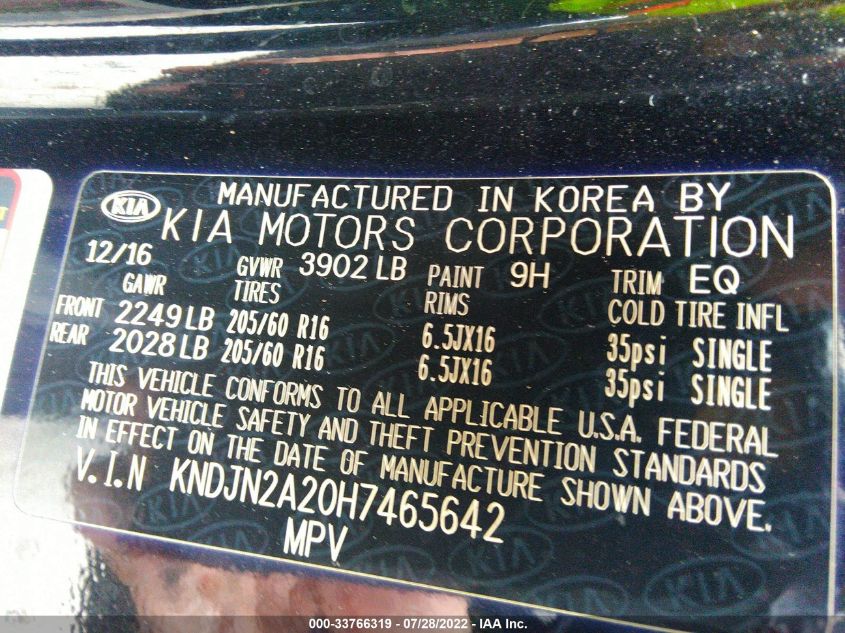 MANUFACTURED IN KOREA BY
KIA KIA MOTORS CORPORATION
12/16 GVWR 3902 LB PAINT 9H TRIM EQ
GAWR TIRES RIMS COLD TIRE INFL
FRONT 2249 LB 205/60 R16 6.5JX16 35psi SINGLE
REAR 2028 LB 205/60 R16 6.5JX16 35psi SINGLE
THIS VEHICLE CONFORMS TO ALL APPLICABLE U.S.A. FEDERAL
MOTOR VEHICLE SAFETY AND THEFT PREVENTION STANDARDS
IN EFFECT ON THE DATE OF MANUFACTURE SHOWN ABOVE.
V.I.N KNDJN2A20H7465642
MPV
000-33766319 / 07/28/2022 - IAA Inc.